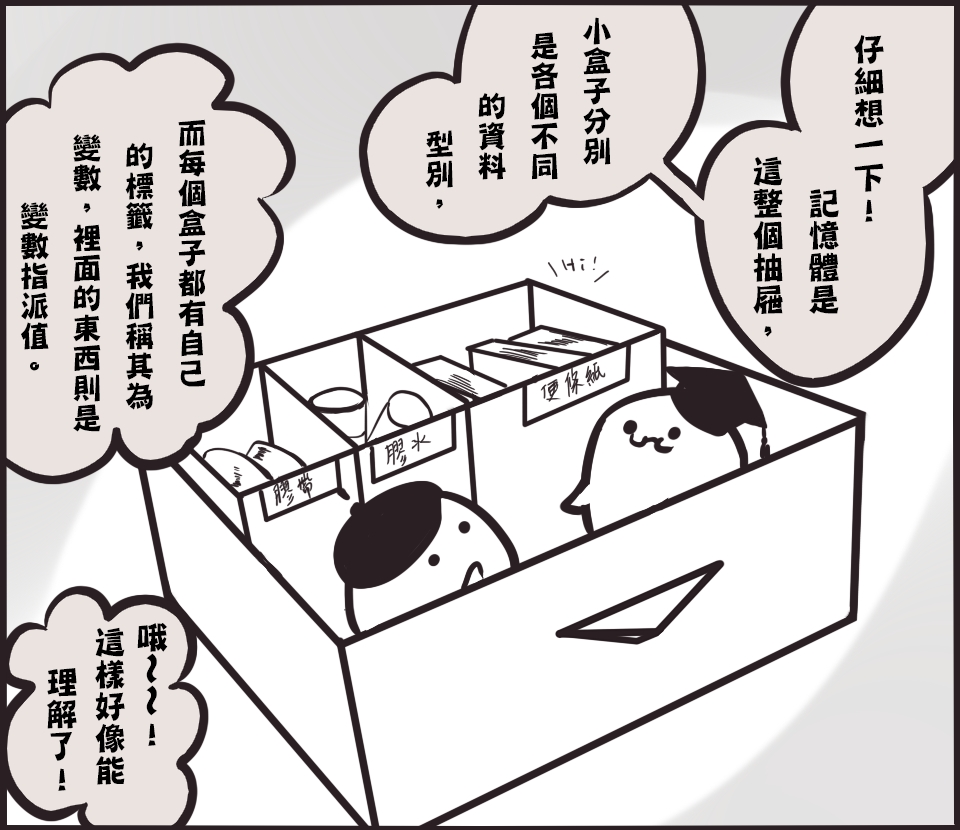 仔細想一下！
記憶體是
這整個抽屜，
小盒子分別
是各個不同
的資料
型別，
而每個盒子都有自己
的標籤，我們稱其為
變數，裡面的東西則是
變數指派值。
Hi!
便條紙
膠水
膠帶
哦～～！
這樣好像能
理解了！